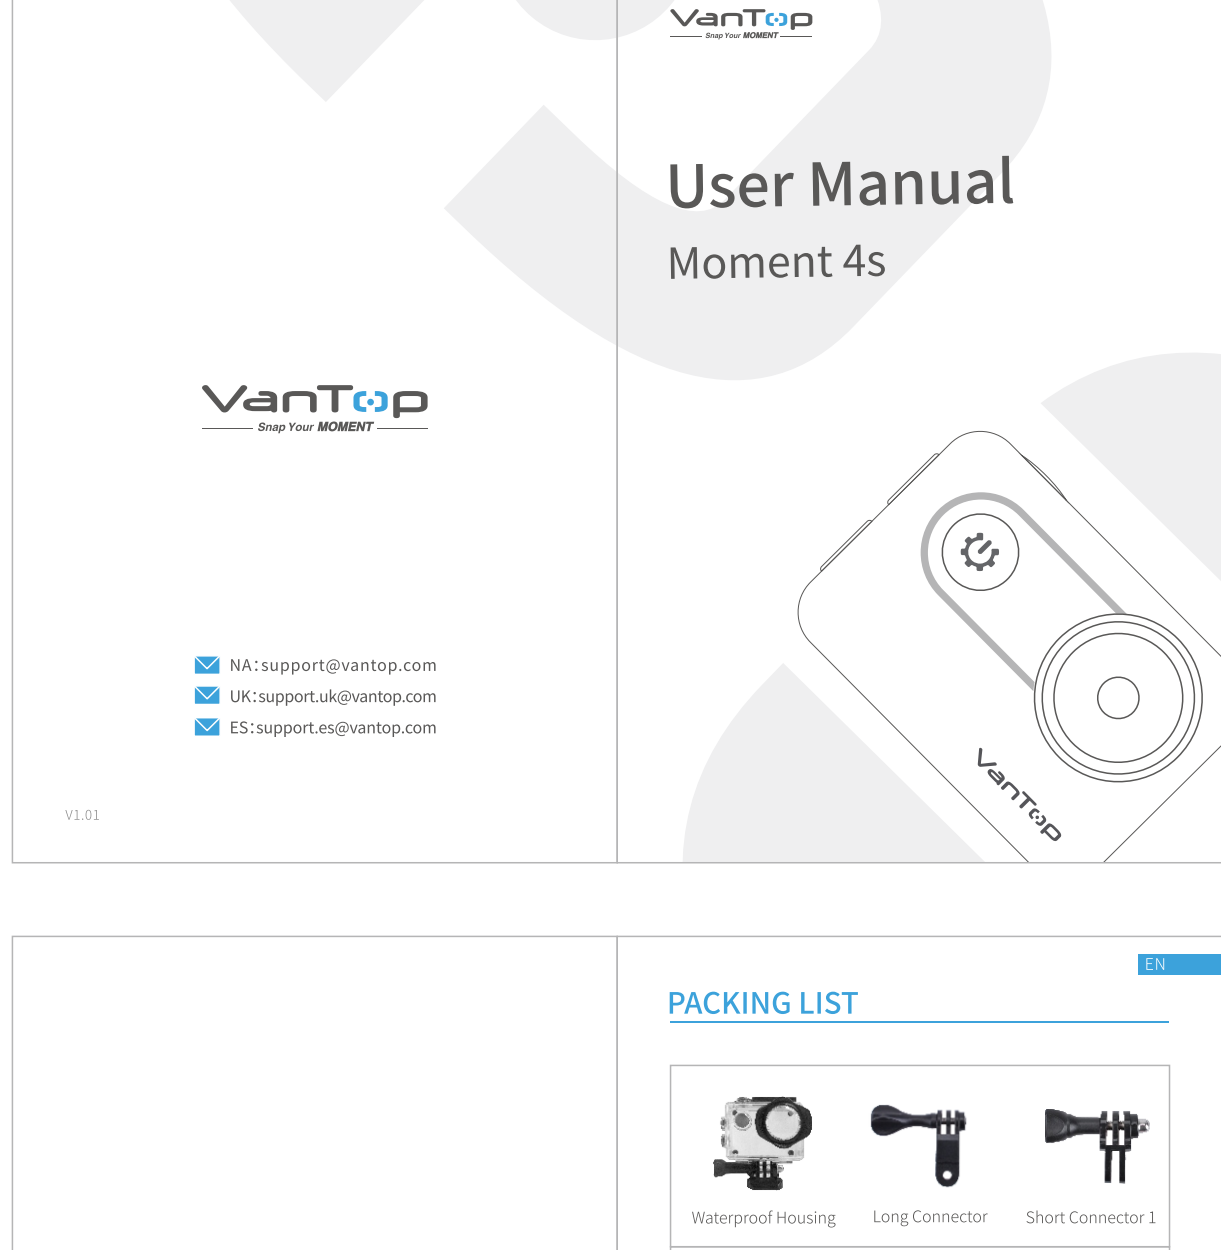 VanTop
Snap Your MOMENT
NA:support@vantop.com
UK:support.uk@vantop.com
ES:support.es@vantop.com
V1.01
VanTop
Snap Your MOMENT
User Manual
Moment 4s
VanTop
EN
PACKING LIST
Waterproof Housing
Long Connector
Short Connector 1